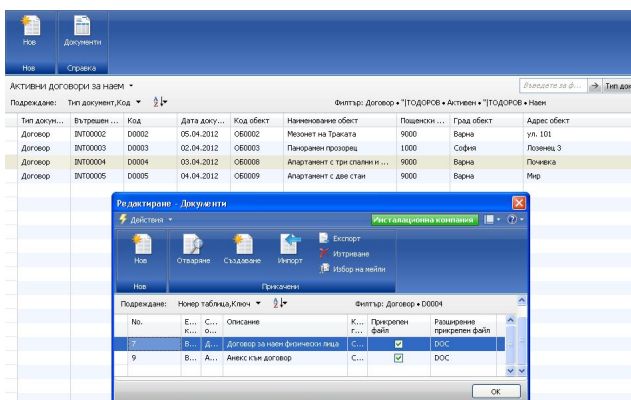 Нов Документи
Нов Справка
Активни договори за наем
Въведете за ф... Тип док
Подреждане: Тип документ,Код Филтър: Договор • "|ТОДОРОВ • Активен • "|ТОДОРОВ • Наем
Тип докум... Вътрешен ... Код Дата доку... Код обект Наименование обект Пощенски ... Град обект Адрес обект
Договор INT00002 D0002 05.04.2012 ОБ0002 Мезонет на Траката 9000 Варна ул. 101
Договор INT00003 D0003 02.04.2012 ОБ0003 Панорамен прозорец 1000 София Лозенец 3
Договор INT00004 D0004 03.04.2012 ОБ0008 Апартамент с три спални и ... 9000 Варна Почивка
Договор INT00005 D0005 04.04.2012 ОБ0009 Апартамент с две стаи 9000 Варна Мир
Редактиране - Документи
Действия Инсталационна компания
Нов Отваряне Създаване Импорт Експорт
Изтриване
Избор на мейли
Нов Прикачени
Подреждане: Номер таблица,Ключ Филтър: Договор • D0004
No. Е... С... Описание К... Прикрепен Разширение
к... о... г... файл прикрепен файл
7 В... Д... Договор за наем физически лица С... DOC
9 В... А... Анекс към договор С... DOC
OK